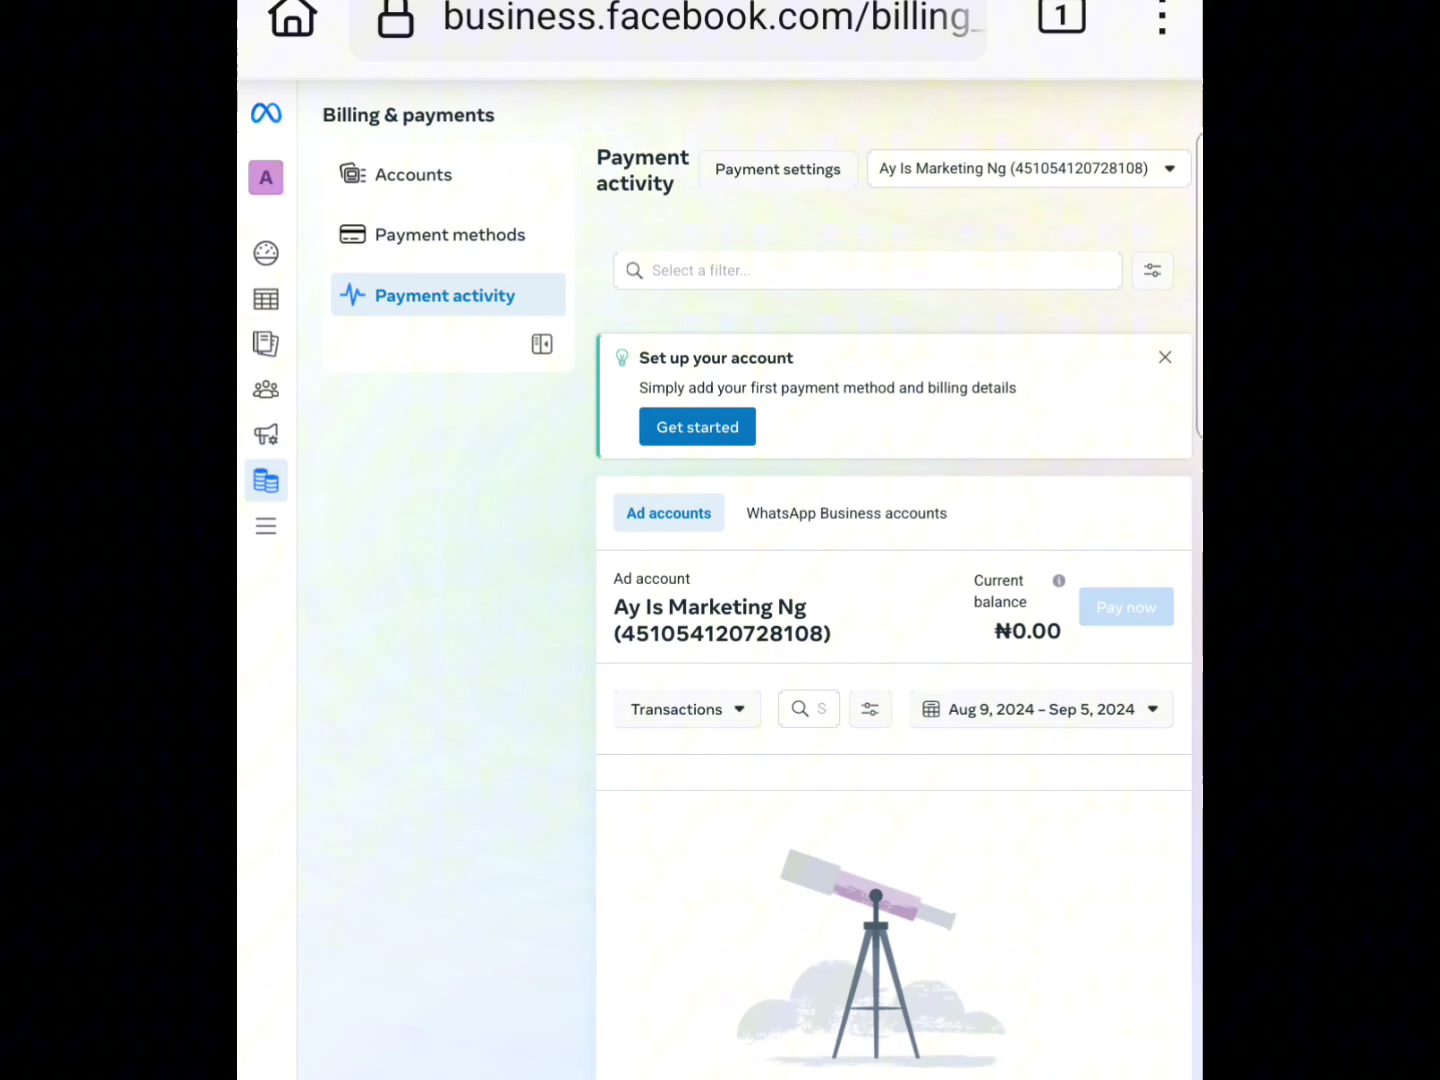 business.facebook.com/billing_
1
Billing & payments
A
Accounts
Payment methods
Payment activity
Payment
activity
Payment settings
Ay Is Marketing Ng (451054120728108)
Select a filter...
Set up your account
Simply add your first payment method and billing details
Get started
Ad accounts
WhatsApp Business accounts
Ad account
Ay Is Marketing Ng
(451054120728108)
Current
balance
₦0.00
Pay now
Transactions
S
Aug 9, 2024 – Sep 5, 2024